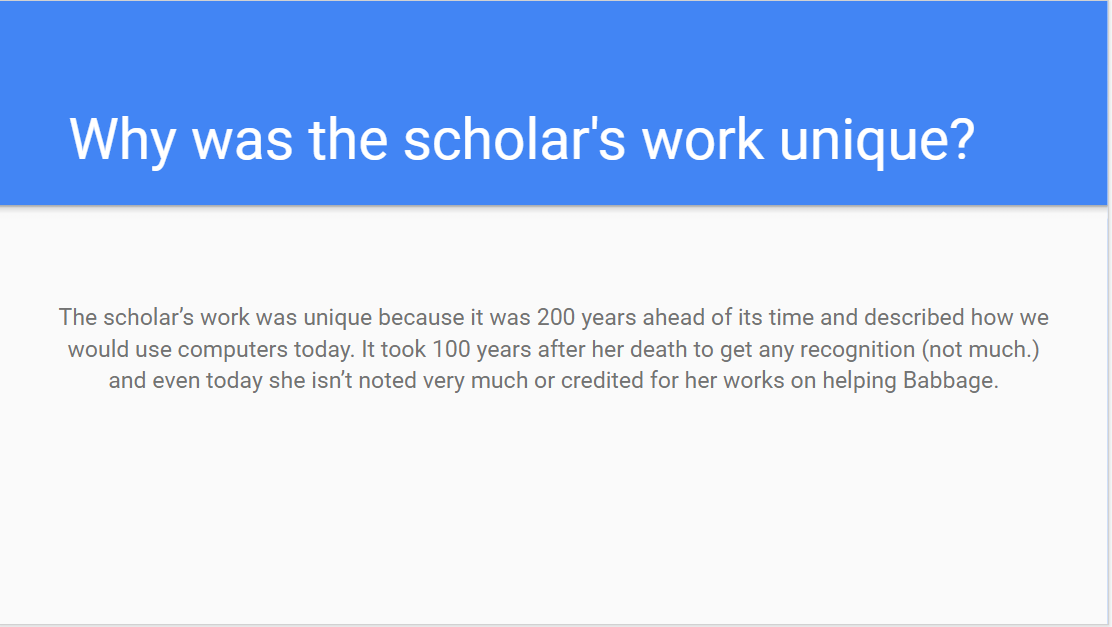 Why was the scholar's work unique?
The scholar’s work was unique because it was 200 years ahead of its time and described how we
would use computers today. It took 100 years after her death to get any recognition (not much.)
and even today she isn’t noted very much or credited for her works on helping Babbage.